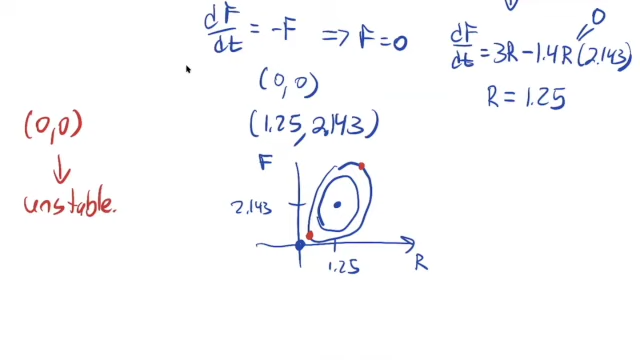 dF/dt = -F => F=0
0
dF/dt = 3R - 1.4R (2.143)
R = 1.25
(0,0)
(1.25, 2.143)
(0,0)
↓
unstable.
F
2.143
1.25
R